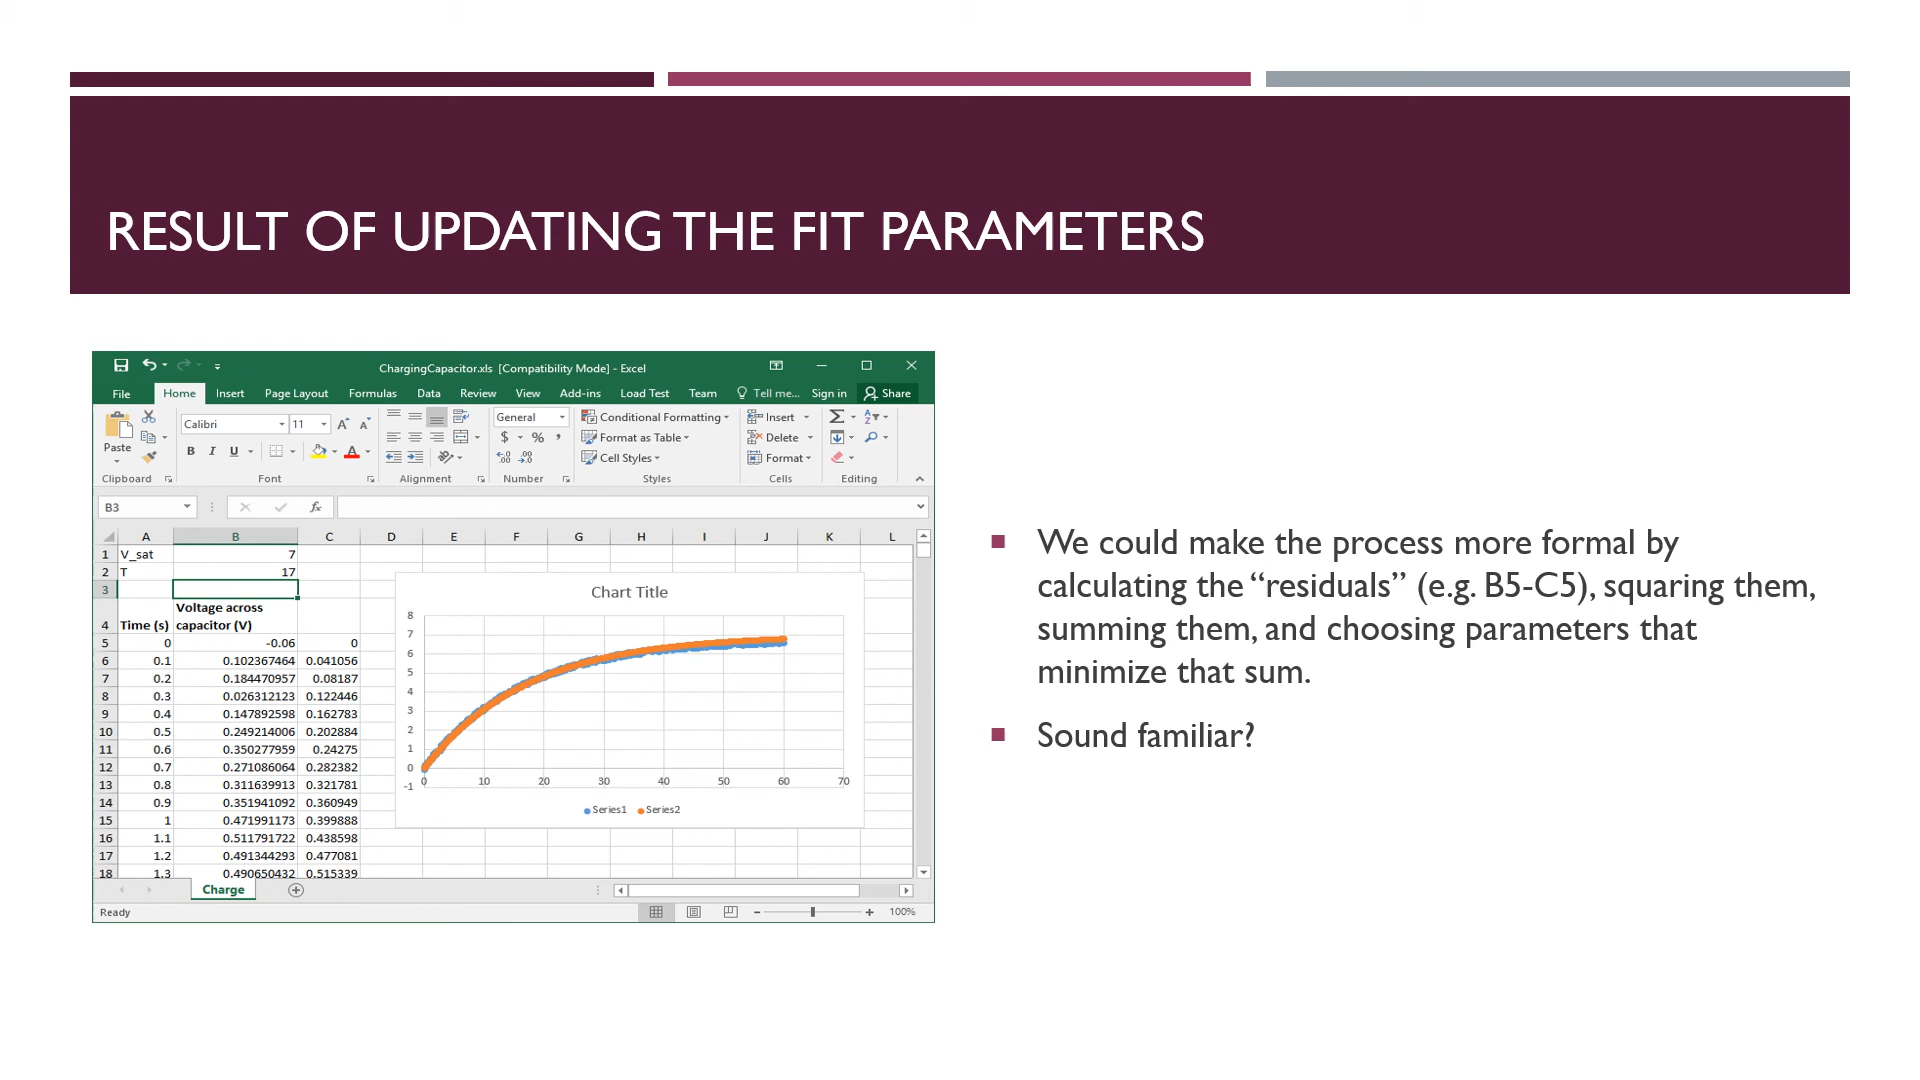 RESULT OF UPDATING THE FIT PARAMETERS
ChargingCapacitor.xls [Compatibility Mode] - Excel
File Home Insert Page Layout Formulas Data Review View Add-ins Load Test Team Tell me... Sign in Share
Paste
Clipboard
Calibri 11
B I U
Font
Alignment
General
$ % ,
Number
Conditional Formatting
Format as Table
Cell Styles
Styles
Insert
Delete
Format
Cells
Editing
B3 fx
A B C D E F G H I J K L
1 V_sat 7
2 T 17
3
Voltage across
4 Time (s) capacitor (V)
5 0 -0.06 0
6 0.1 0.102367464 0.041056
7 0.2 0.184470957 0.08187
8 0.3 0.026312123 0.122446
9 0.4 0.147892598 0.162783
10 0.5 0.249214006 0.202884
11 0.6 0.350277959 0.24275
12 0.7 0.271086064 0.282382
13 0.8 0.311639913 0.321781
14 0.9 0.351941092 0.360949
15 1 0.471991173 0.399888
16 1.1 0.511791722 0.438598
17 1.2 0.491344293 0.477081
18 1.3 0.490650432 0.515339
Chart Title
8
7
6
5
4
3
2
1
0
-1
0 10 20 30 40 50 60 70
Series1 Series2
Charge
Ready 100%
We could make the process more formal by
calculating the “residuals” (e.g. B5-C5), squaring them,
summing them, and choosing parameters that
minimize that sum.
Sound familiar?